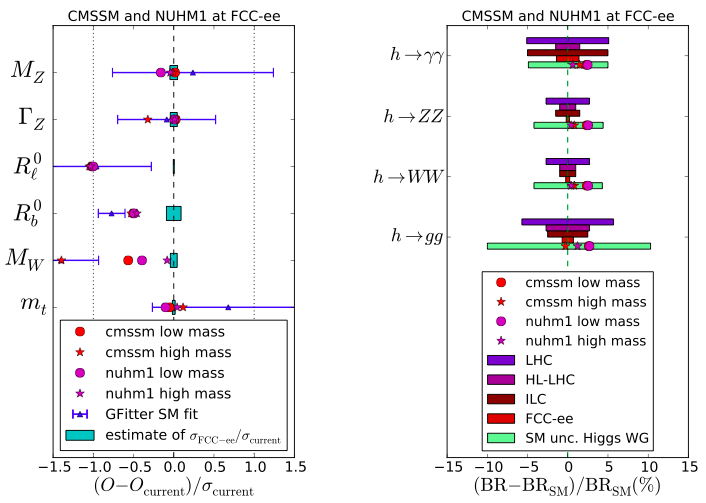 CMSSM and NUHM1 at FCC-ee
M_Z
Γ_Z
R_ℓ^0
R_b^0
M_W
m_t
cmssm low mass
cmssm high mass
nuhm1 low mass
nuhm1 high mass
GFitter SM fit
estimate of σ_FCC−ee/σ_current
−1.5 −1.0 −0.5 0.0 0.5 1.0 1.5
(O−O_current)/σ_current
CMSSM and NUHM1 at FCC-ee
h→γγ
h→ZZ
h→WW
h→gg
cmssm low mass
cmssm high mass
nuhm1 low mass
nuhm1 high mass
LHC
HL-LHC
ILC
FCC-ee
SM unc. Higgs WG
−15 −10 −5 0 5 10 15
(BR−BR_SM)/BR_SM(%)